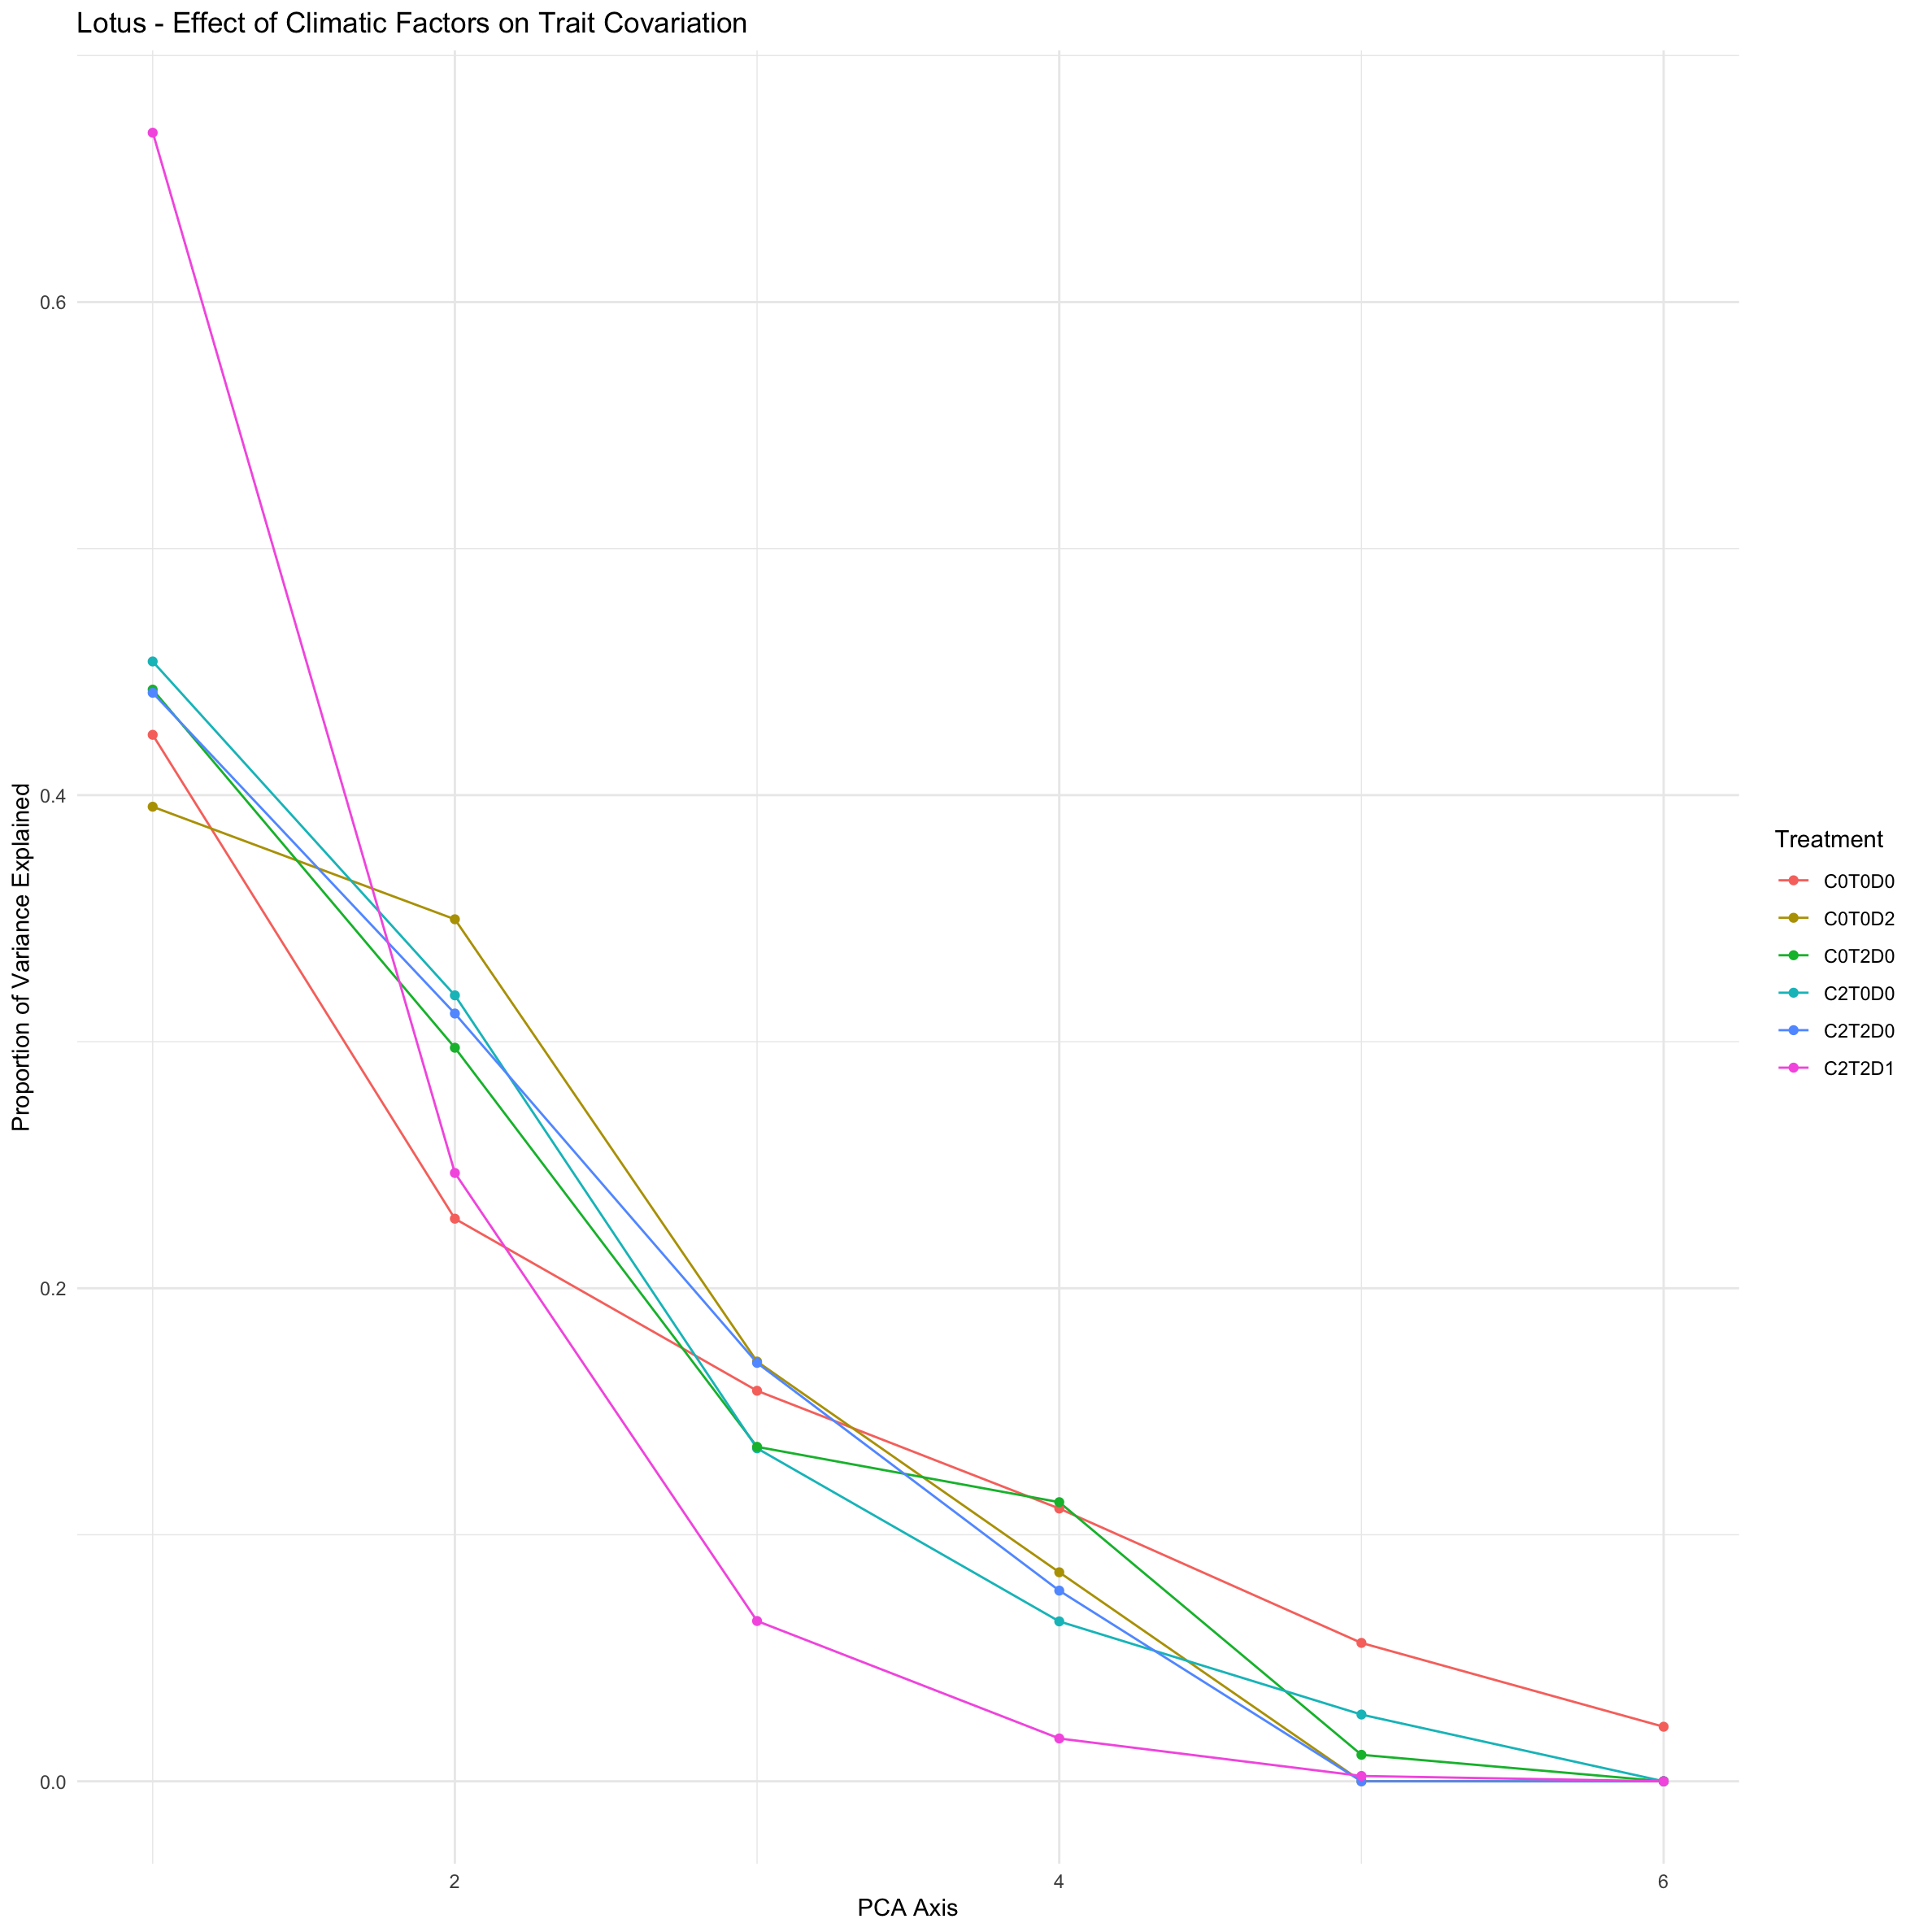 Lotus - Effect of Climatic Factors on Trait Covariation
Proportion of Variance Explained
0.6
0.4
0.2
0.0
2
4
6
PCA Axis
Treatment
C0T0D0
C0T0D2
C0T2D0
C2T0D0
C2T2D0
C2T2D1